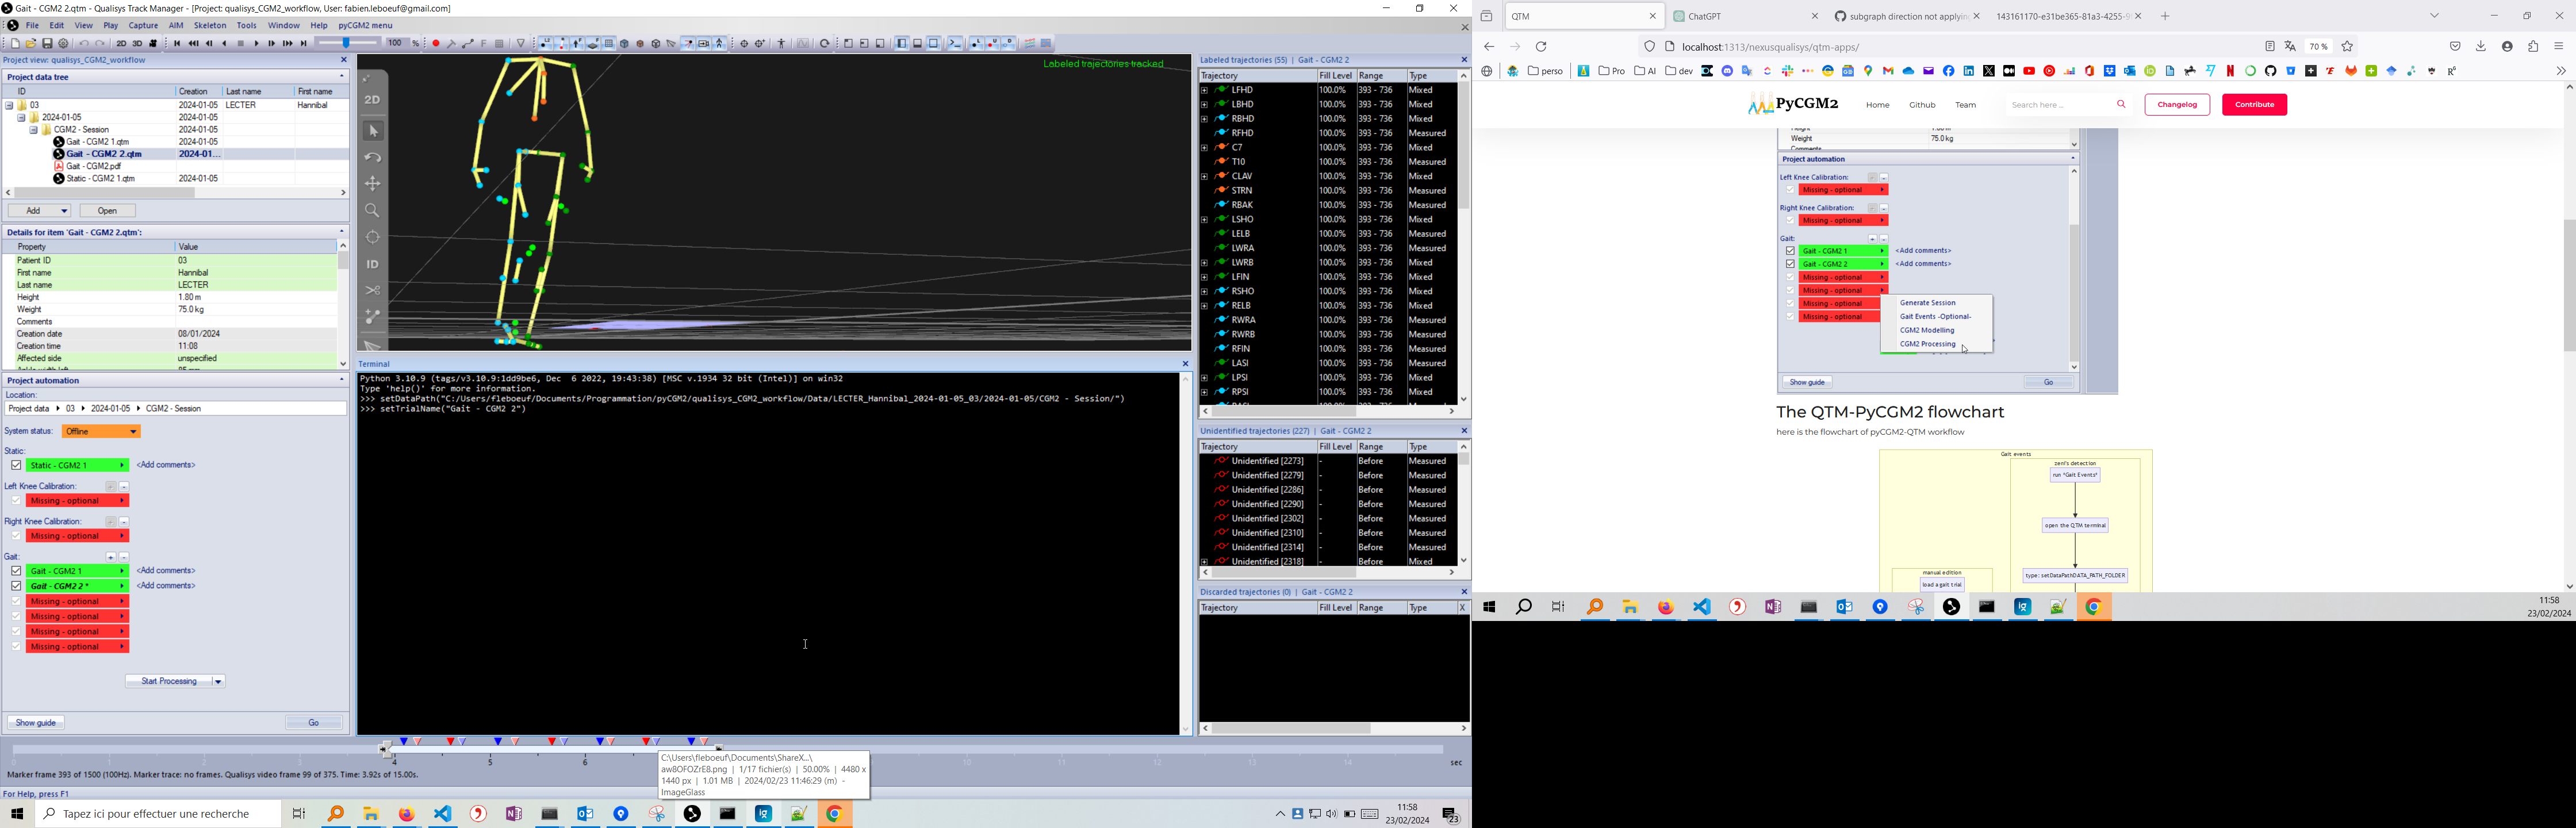 Gait - CGM2 2.qtm - Qualisys Track Manager - [Project: qualisys_CGM2_workflow, User: fabien.leboeuf@gmail.com]
File Edit View Play Capture AIM Skeleton Tools Window Help pyCGM2 menu
2D 3D 100 %
Project view: qualisys_CGM2_workflow
Project data tree
ID Creation Last name First name
03 2024-01-05 LECTER Hannibal
2024-01-05 2024-01-05
CGM2 - Session 2024-01-05
Gait - CGM2 1.qtm 2024-01-05
Gait - CGM2 2.qtm 2024-01...
Gait - CGM2.pdf
Static - CGM2 1.qtm 2024-01-05
Add Open
Details for item 'Gait - CGM2 2.qtm':
Property Value
Patient ID 03
First name Hannibal
Last name LECTER
Height 1.80 m
Weight 75.0 kg
Comments
Creation date 08/01/2024
Creation time 11:08
Affected side unspecified
Project automation
Location:
Project data 03 2024-01-05 CGM2 - Session
System status: Offline
Static:
Static - CGM2 1 <Add comments>
Left Knee Calibration:
Missing - optional
Right Knee Calibration:
Missing - optional
Gait:
Gait - CGM2 1 <Add comments>
Gait - CGM2 2 * <Add comments>
Missing - optional
Missing - optional
Missing - optional
Missing - optional
Start Processing
Show guide Go
Labeled trajectories tracked
2D
ID
Terminal
Python 3.10.9 (tags/v3.10.9:1dd9be6, Dec  6 2022, 19:43:38) [MSC v.1934 32 bit (Intel)] on win32
Type 'help()' for more information.
>>> setDataPath("C:/Users/fleboeuf/Documents/Programmation/pyCGM2/qualisys_CGM2_workflow/Data/LECTER_Hannibal_2024-01-05_03/2024-01-05/CGM2 - Session/")
>>> setTrialName("Gait - CGM2 2")
Labeled trajectories (55) | Gait - CGM2 2
Trajectory Fill Level Range Type
LFHD 100.0% 393 - 736 Mixed
LBHD 100.0% 393 - 736 Mixed
RBHD 100.0% 393 - 736 Mixed
RFHD 100.0% 393 - 736 Measured
C7 100.0% 393 - 736 Mixed
T10 100.0% 393 - 736 Measured
CLAV 100.0% 393 - 736 Mixed
STRN 100.0% 393 - 736 Measured
RBAK 100.0% 393 - 736 Measured
LSHO 100.0% 393 - 736 Mixed
LELB 100.0% 393 - 736 Measured
LWRA 100.0% 393 - 736 Measured
LWRB 100.0% 393 - 736 Mixed
LFIN 100.0% 393 - 736 Mixed
RSHO 100.0% 393 - 736 Mixed
RELB 100.0% 393 - 736 Mixed
RWRA 100.0% 393 - 736 Measured
RWRB 100.0% 393 - 736 Measured
RFIN 100.0% 393 - 736 Measured
LASI 100.0% 393 - 736 Measured
LPSI 100.0% 393 - 736 Mixed
RPSI 100.0% 393 - 736 Mixed
Unidentified trajectories (227) | Gait - CGM2 2
Trajectory Fill Level Range Type
Unidentified [2273] - Before Measured
Unidentified [2279] - Before Measured
Unidentified [2286] - Before Measured
Unidentified [2290] - Before Measured
Unidentified [2302] - Before Measured
Unidentified [2310] - Before Measured
Unidentified [2314] - Before Measured
Unidentified [2318] - Before Mixed
Discarded trajectories (0) | Gait - CGM2 2
Trajectory Fill Level Range Type X
4 5 6 10 11 12 13 14 sec
Marker frame 393 of 1500 (100Hz). Marker trace: no frames. Qualisys video frame 99 of 375. Time: 3.92s of 15.00s.
For Help, press F1
C:\Users\fleboeuf\Documents\ShareX...\
aw8OFOZrE8.png | 1/17 fichier(s) | 50.00% | 4480 x
1440 px | 1.01 MB | 2024/02/23 11:46:29 (m) -
ImageGlass
Tapez ici pour effectuer une recherche
11:58
23/02/2024
23
QTM ChatGPT subgraph direction not applying 143161170-e31be365-81a3-4255-9
localhost:1313/nexusqualisys/qtm-apps/ 70 %
perso Pro AI dev
PyCGM2 Home Github Team Search here ... Changelog Contribute
Weight 75.0 kg
Project automation
Left Knee Calibration:
Missing - optional
Right Knee Calibration:
Missing - optional
Gait:
Gait - CGM2 1 <Add comments>
Gait - CGM2 2 <Add comments>
Missing - optional
Missing - optional
Missing - optional
Missing - optional
Generate Session
Gait Events -Optional-
CGM2 Modelling
CGM2 Processing
Show guide Go
The QTM-PyCGM2 flowchart
here is the flowchart of pyCGM2-QTM workflow
Gait events
zeni's detection
run "Gait Events"
open the QTM terminal
type: setDataPathDATA_PATH_FOLDER
manual edition
load a gait trial
11:58
23/02/2024